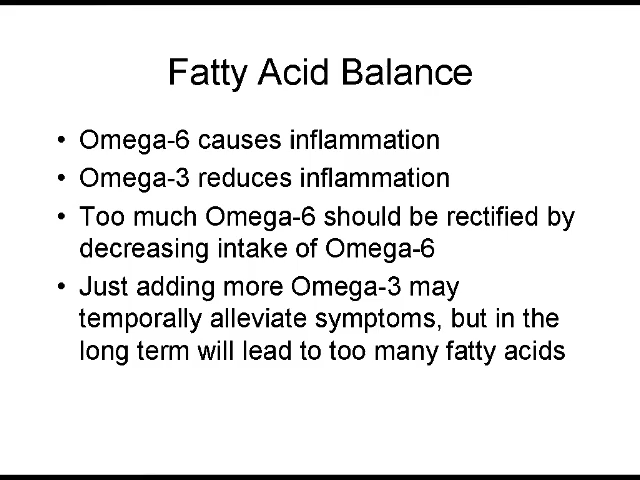 Fatty Acid Balance
• Omega-6 causes inflammation
• Omega-3 reduces inflammation
• Too much Omega-6 should be rectified by
decreasing intake of Omega-6
• Just adding more Omega-3 may
temporally alleviate symptoms, but in the
long term will lead to too many fatty acids